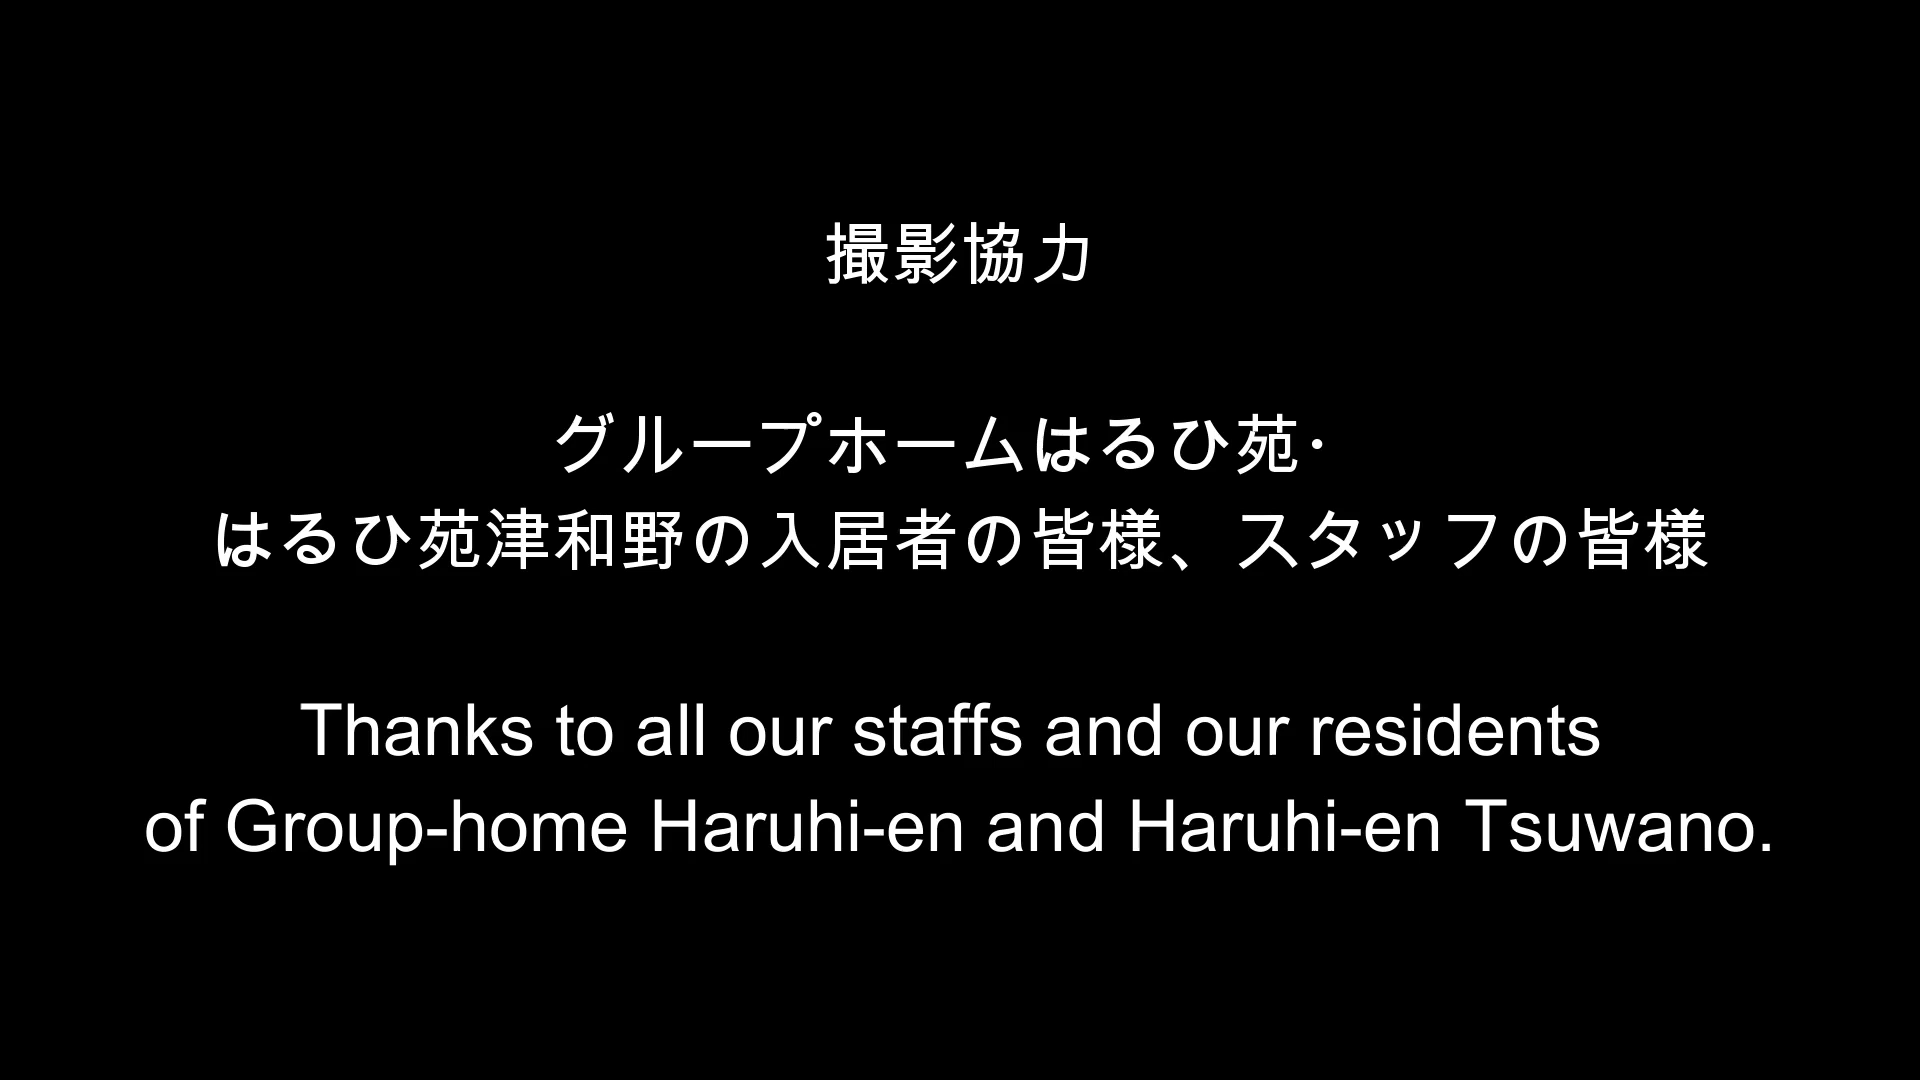 撮影協力
グループホームはるひ苑·
はるひ苑津和野の入居者の皆様、スタッフの皆様
Thanks to all our staffs and our residents
of Group-home Haruhi-en and Haruhi-en Tsuwano.